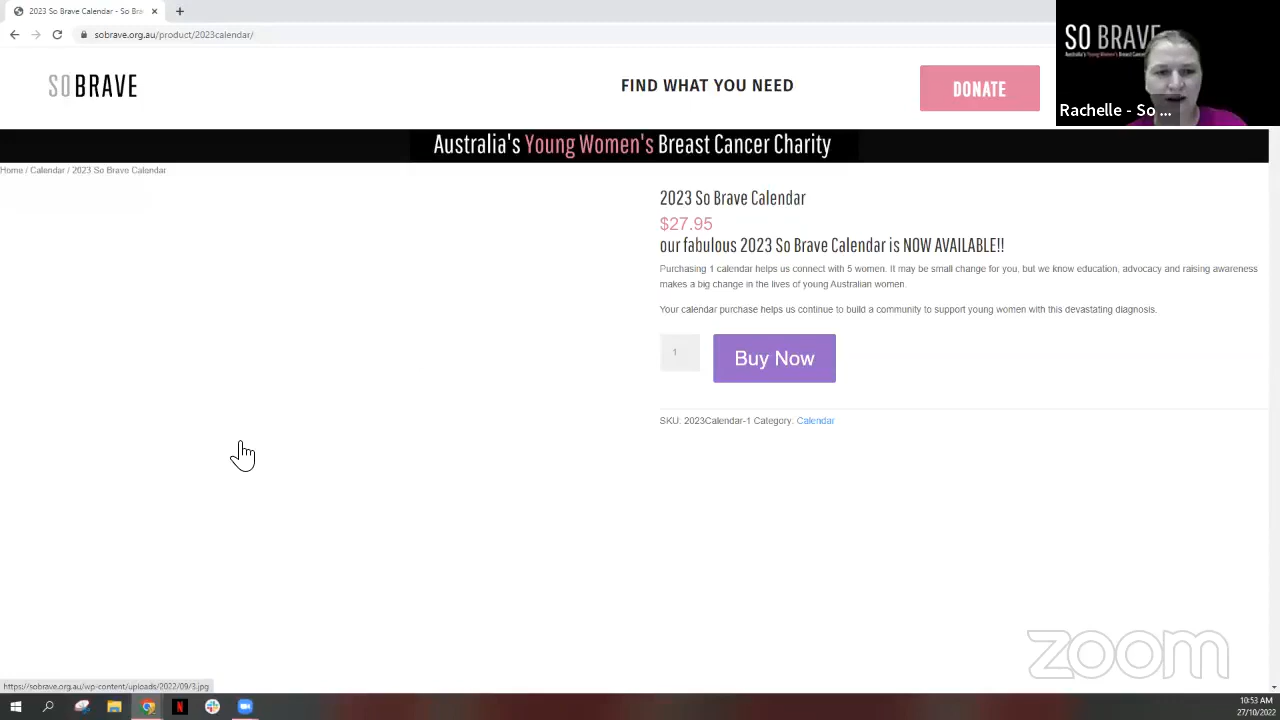 2023 So Brave Calendar - So Bra
sobrave.org.au/product/2023calendar/
SO BRAVE
Australia's Young Women's Breast Cancer
Rachelle - So ...
SOBRAVE
FIND WHAT YOU NEED
DONATE
Australia's Young Women's Breast Cancer Charity
Home / Calendar / 2023 So Brave Calendar
2023 So Brave Calendar
$27.95
our fabulous 2023 So Brave Calendar is NOW AVAILABLE!!
Purchasing 1 calendar helps us connect with 5 women. It may be small change for you, but we know education, advocacy and raising awareness
makes a big change in the lives of young Australian women.
Your calendar purchase helps us continue to build a community to support young women with this devastating diagnosis.
1
Buy Now
SKU: 2023Calendar-1 Category: Calendar
zoom
https://sobrave.org.au/wp-content/uploads/2022/09/3.jpg
N
10:53 AM
27/10/2022